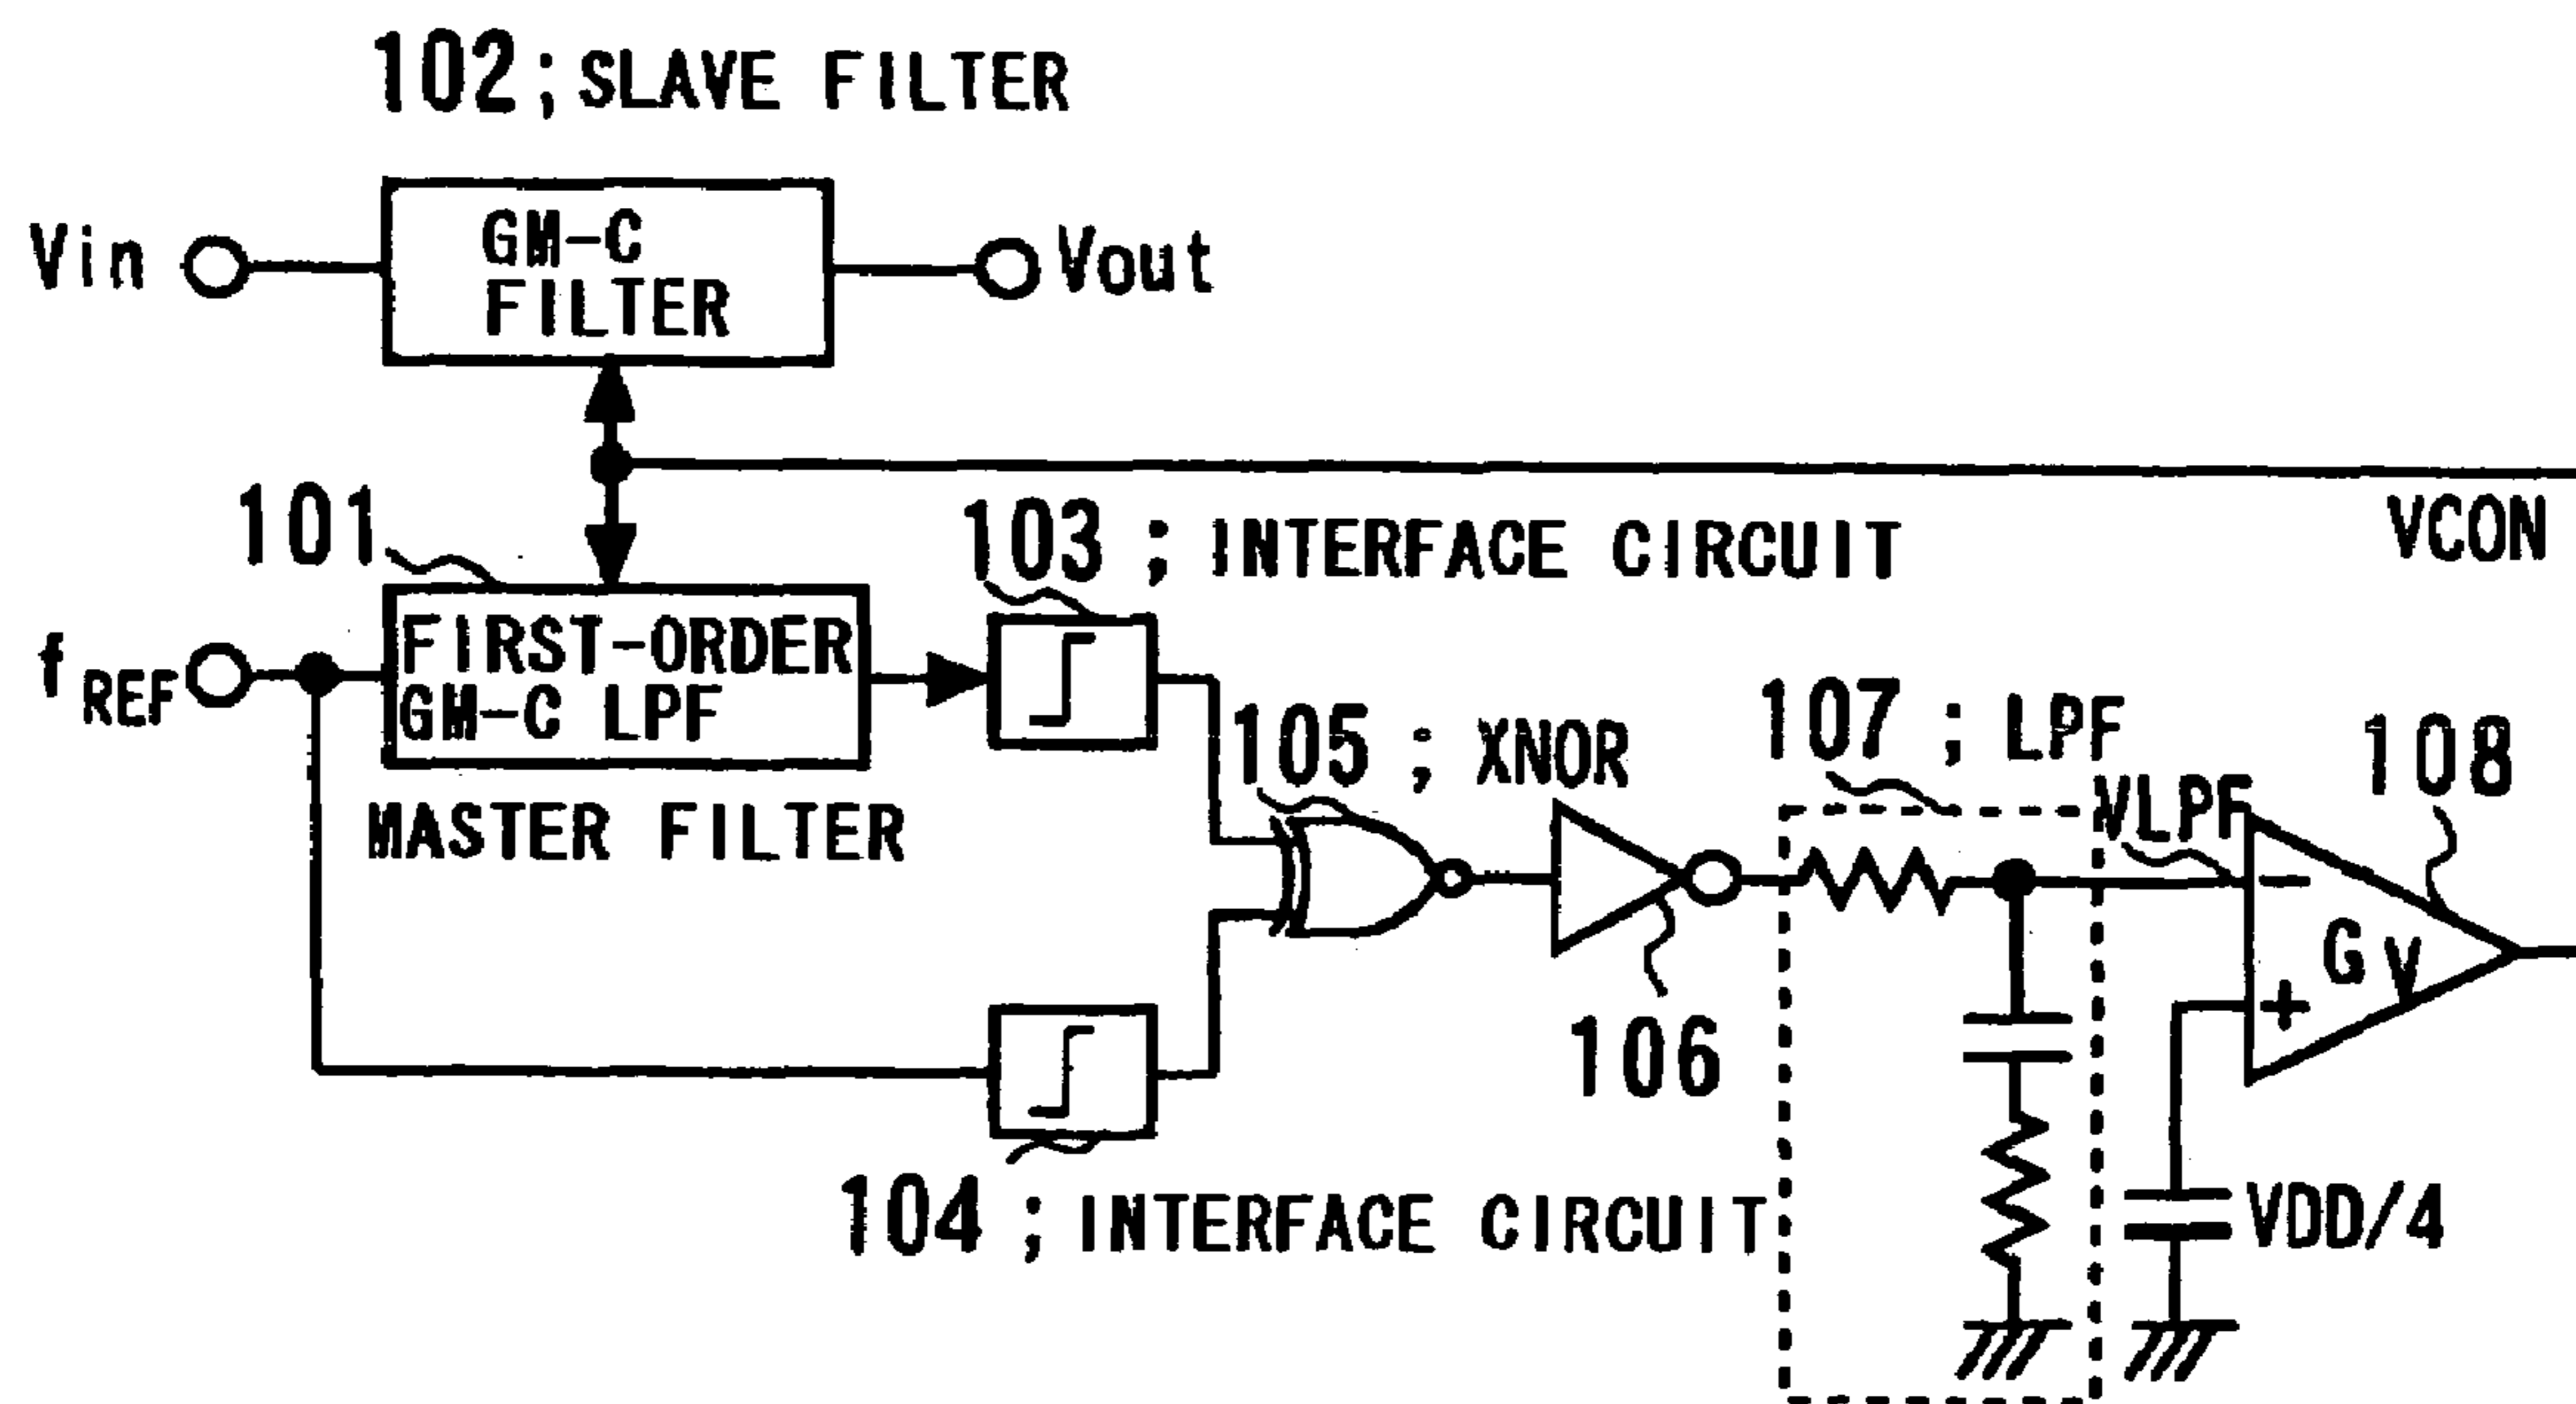 102 ; SLAVE FILTER
Vin
GM-C
FILTER
Vout
VCON
101
103 ; INTERFACE CIRCUIT
fREF
FIRST-ORDER
GM-C LPF
MASTER FILTER
105 ; XNOR
107 ; LPF
VLPF
108
-
GV
+
106
104 ; INTERFACE CIRCUIT
VDD/4